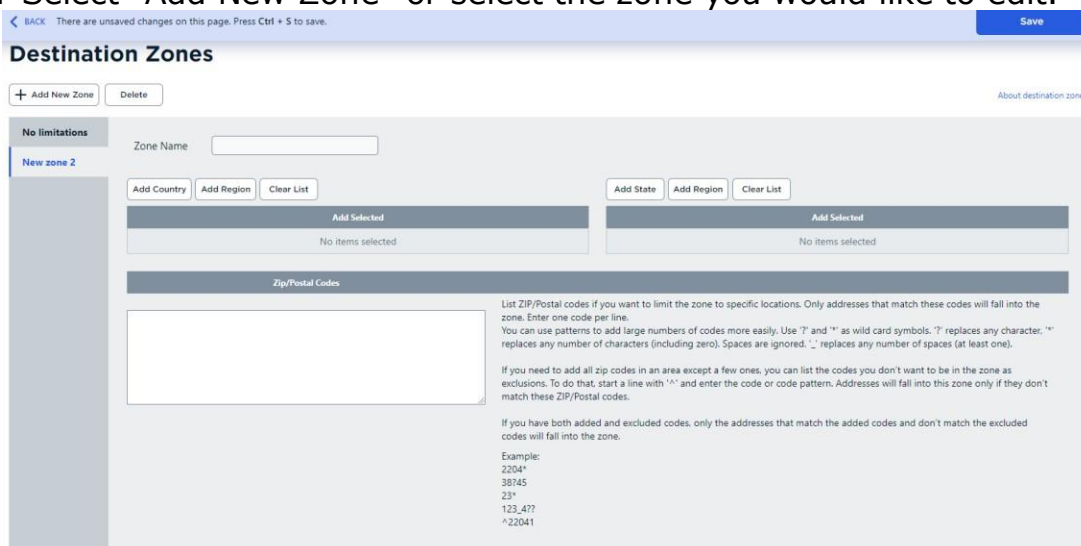 Select "Add New Zone" or select the zone you would like to edit.
BACK There are unsaved changes on this page. Press Ctrl + S to save.
Save
Destination Zones
+ Add New Zone Delete
About destination zone
No limitations
New zone 2
Zone Name
Add Country Add Region Clear List
Add State Add Region Clear List
Add Selected
Add Selected
No items selected
No items selected
Zip/Postal Codes
List ZIP/Postal codes if you want to limit the zone to specific locations. Only addresses that match these codes will fall into the
zone. Enter one code per line.
You can use patterns to add large numbers of codes more easily. Use '?' and '*' as wild card symbols. '?' replaces any character, '*'
replaces any number of characters (including zero). Spaces are ignored. '_' replaces any number of spaces (at least one).
If you need to add all zip codes in an area except a few ones, you can list the codes you don't want to be in the zone as
exclusions. To do that, start a line with '^' and enter the code or code pattern. Addresses will fall into this zone only if they don't
match these ZIP/Postal codes.
If you have both added and excluded codes, only the addresses that match the added codes and don't match the excluded
codes will fall into the zone.
Example:
2204*
38?45
23*
123_4??
^22041